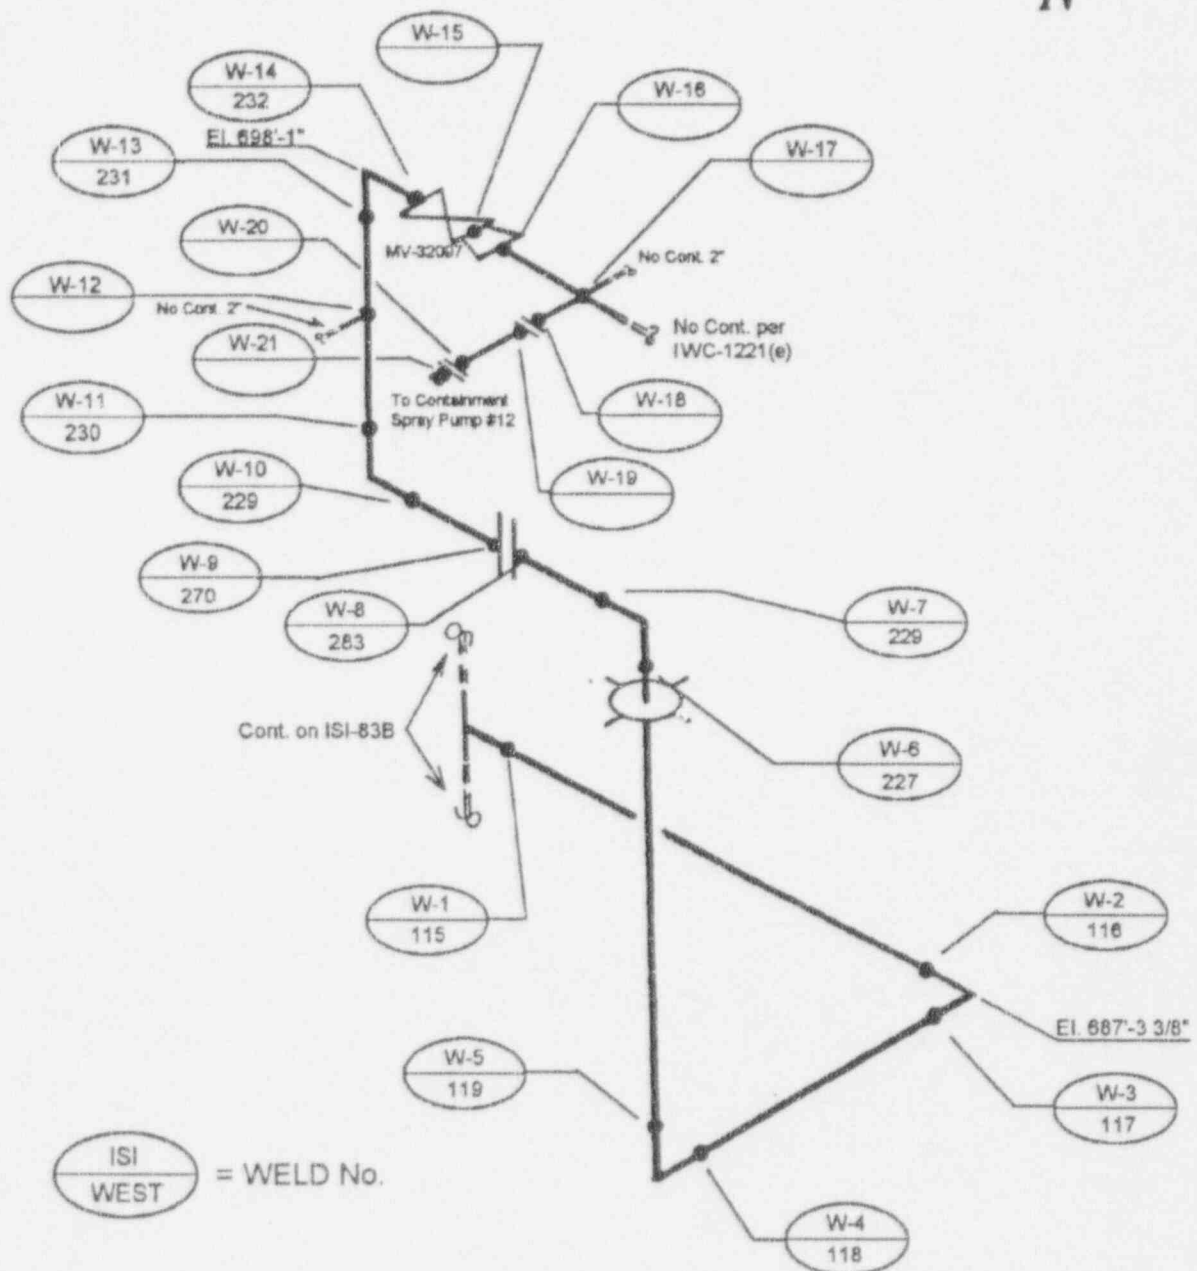 N
W-15
W-14
232
W-16
El. 698'-1"
W-13
231
W-17
W-20
MV-32097
No Cont. 2"
W-12
No Cont. 2"
No Cont. per
IWC-1221(e)
W-21
To Containment
Spray Pump #12
W-18
W-11
230
W-10
229
W-19
W-9
270
W-8
283
W-7
229
Cont. on ISI-83B
W-6
227
W-1
115
W-2
116
El. 687'-3 3/8"
W-5
119
W-3
117
ISI
WEST
= WELD No.
W-4
118